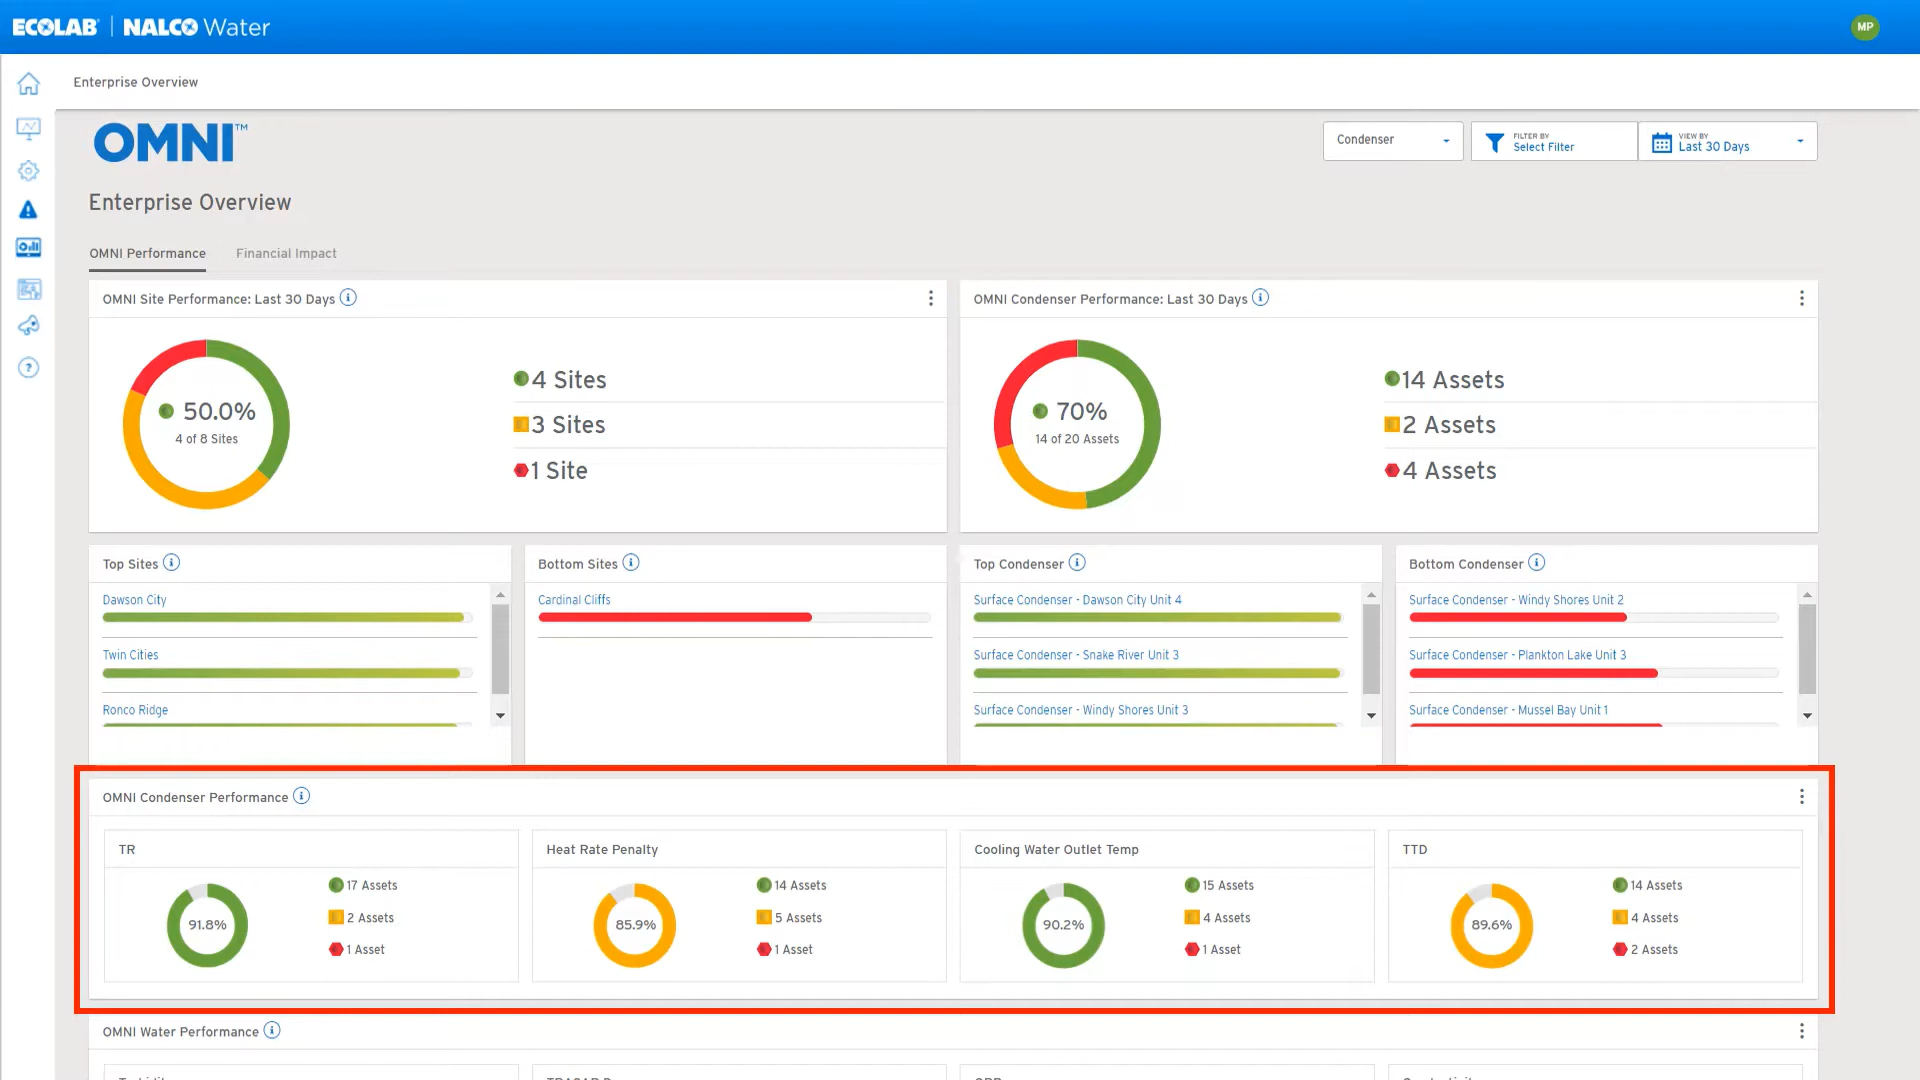 ECOLAB | NALCO Water
MP
Enterprise Overview
OMNI™
Condenser
FILTER BY
Select Filter
VIEW BY
Last 30 Days
Enterprise Overview
OMNI Performance
Financial Impact
OMNI Site Performance: Last 30 Days
50.0%
4 of 8 Sites
4 Sites
3 Sites
1 Site
OMNI Condenser Performance: Last 30 Days
70%
14 of 20 Assets
14 Assets
2 Assets
4 Assets
Top Sites
Dawson City
Twin Cities
Ronco Ridge
Bottom Sites
Cardinal Cliffs
Top Condenser
Surface Condenser - Dawson City Unit 4
Surface Condenser - Snake River Unit 3
Surface Condenser - Windy Shores Unit 3
Bottom Condenser
Surface Condenser - Windy Shores Unit 2
Surface Condenser - Plankton Lake Unit 3
Surface Condenser - Mussel Bay Unit 1
OMNI Condenser Performance
TR
91.8%
17 Assets
2 Assets
1 Asset
Heat Rate Penalty
85.9%
14 Assets
5 Assets
1 Asset
Cooling Water Outlet Temp
90.2%
15 Assets
4 Assets
1 Asset
TTD
89.6%
14 Assets
4 Assets
2 Assets
OMNI Water Performance